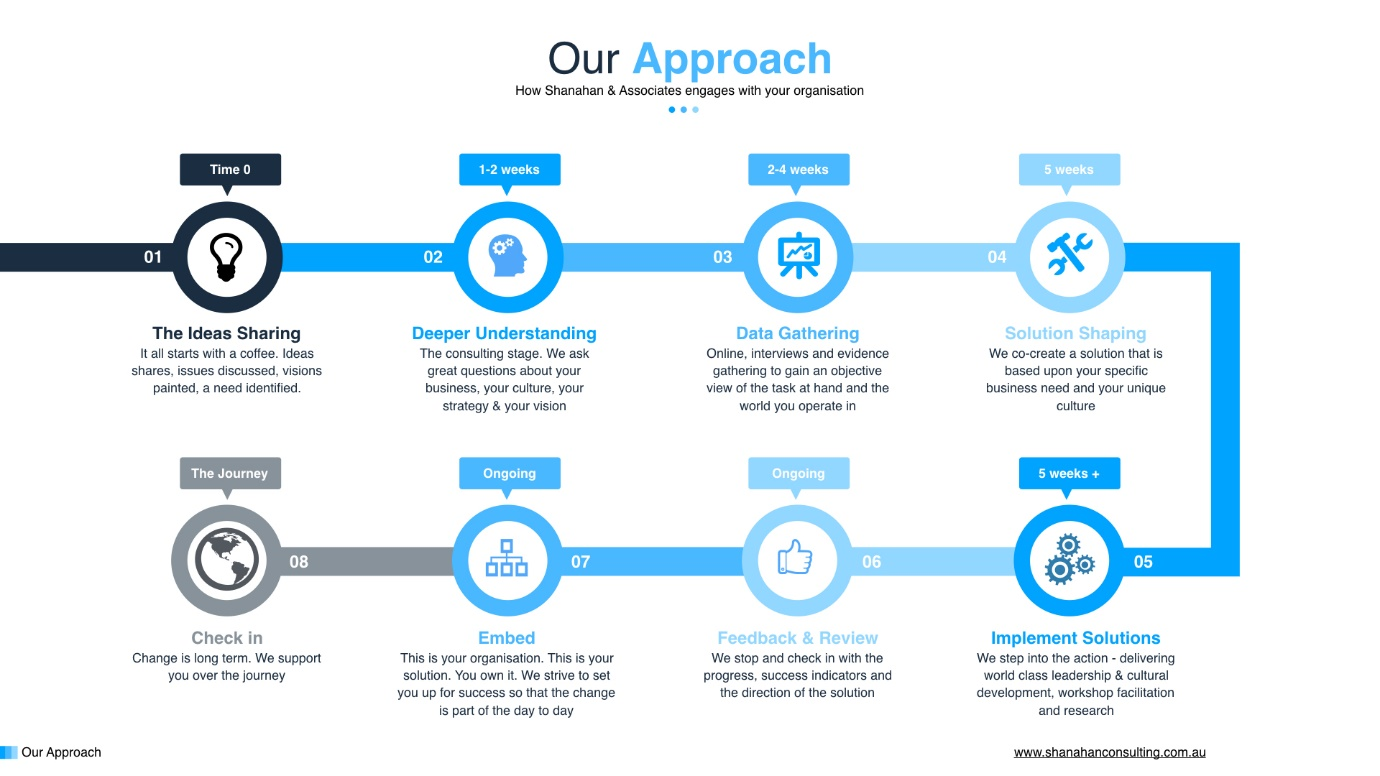 Our Approach
How Shanahan & Associates engages with your organisation
Time 0
01
The Ideas Sharing
It all starts with a coffee. Ideas
shares, issues discussed, visions
painted, a need identified.
1-2 weeks
02
Deeper Understanding
The consulting stage. We ask
great questions about your
business, your culture, your
strategy & your vision
2-4 weeks
03
Data Gathering
Online, interviews and evidence
gathering to gain an objective
view of the task at hand and the
world you operate in
5 weeks
04
Solution Shaping
We co-create a solution that is
based upon your specific
business need and your unique
culture
5 weeks +
05
Implement Solutions
We step into the action - delivering
world class leadership & cultural
development, workshop facilitation
and research
Ongoing
06
Feedback & Review
We stop and check in with the
progress, success indicators and
the direction of the solution
Ongoing
07
Embed
This is your organisation. This is your
solution. You own it. We strive to set
you up for success so that the change
is part of the day to day
The Journey
08
Check in
Change is long term. We support
you over the journey
Our Approach
www.shanahanconsulting.com.au